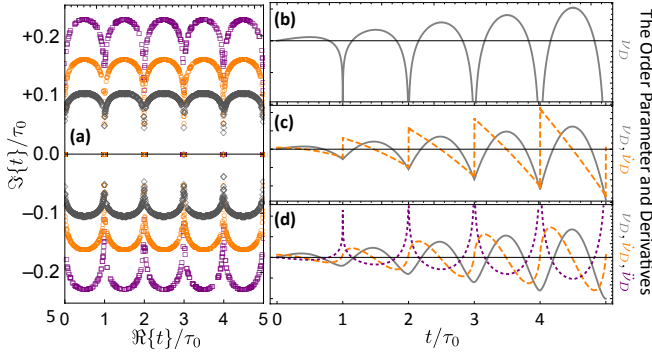 +0.2
+0.1
0.0
−0.1
−0.2
ℑ{t}/τ0
(a)
0 1 2 3 4 5
ℜ{t}/τ0
(b)
(c)
(d)
5 0 1 2 3 4
t/τ0
νD
νD, ν̇D
νD, ν̇D, ν̈D
The Order Parameter and Derivatives